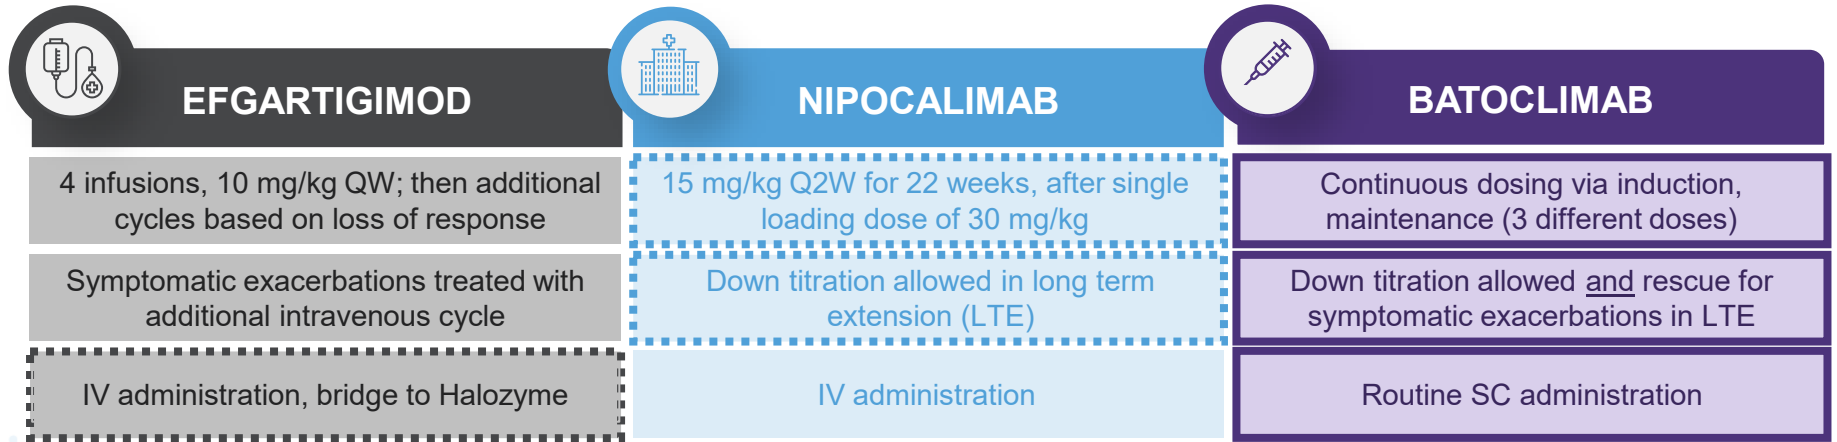 EFGARTIGIMOD
4 infusions, 10 mg/kg QW; then additional
cycles based on loss of response
Symptomatic exacerbations treated with
additional intravenous cycle
IV administration, bridge to Halozyme
NIPOCALIMAB
15 mg/kg Q2W for 22 weeks, after single
loading dose of 30 mg/kg
Down titration allowed in long term
extension (LTE)
IV administration
BATOCLIMAB
Continuous dosing via induction,
maintenance (3 different doses)
Down titration allowed and rescue for
symptomatic exacerbations in LTE
Routine SC administration